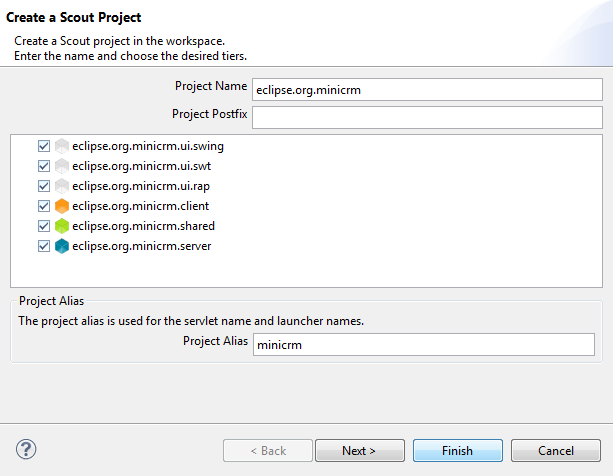 Create a Scout Project
Create a Scout project in the workspace.
Enter the name and choose the desired tiers.
Project Name eclipse.org.minicrm
Project Postfix
eclipse.org.minicrm.ui.swing
eclipse.org.minicrm.ui.swt
eclipse.org.minicrm.ui.rap
eclipse.org.minicrm.client
eclipse.org.minicrm.shared
eclipse.org.minicrm.server
Project Alias
The project alias is used for the servlet name and launcher names.
Project Alias minicrm
? < Back Next > Finish Cancel